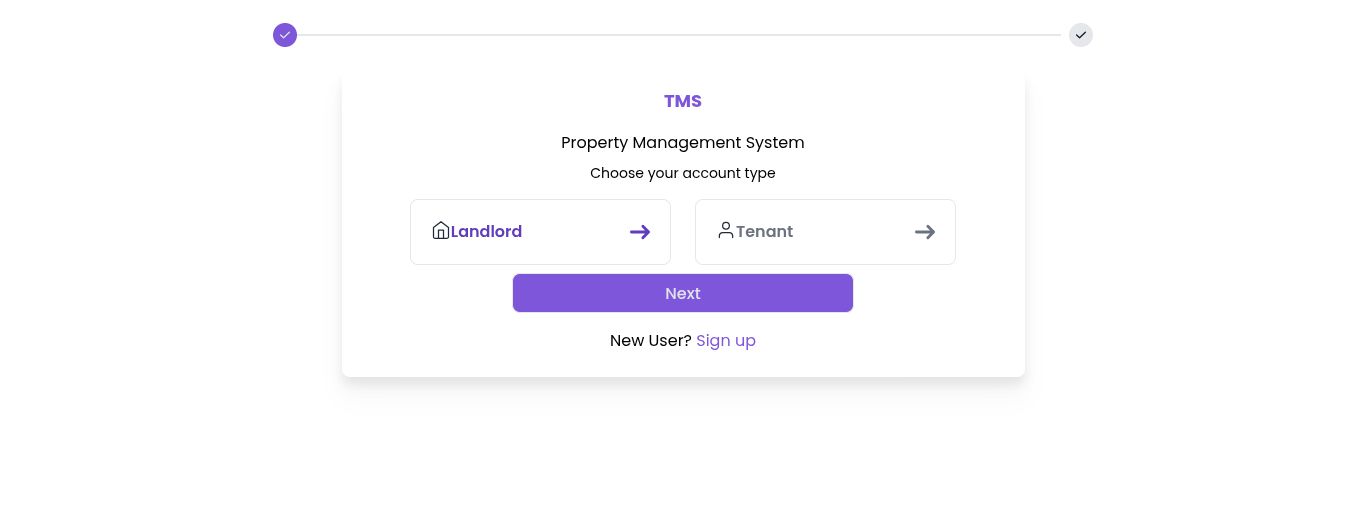 TMS
Property Management System
Choose your account type
Landlord
Tenant
Next
New User? Sign up